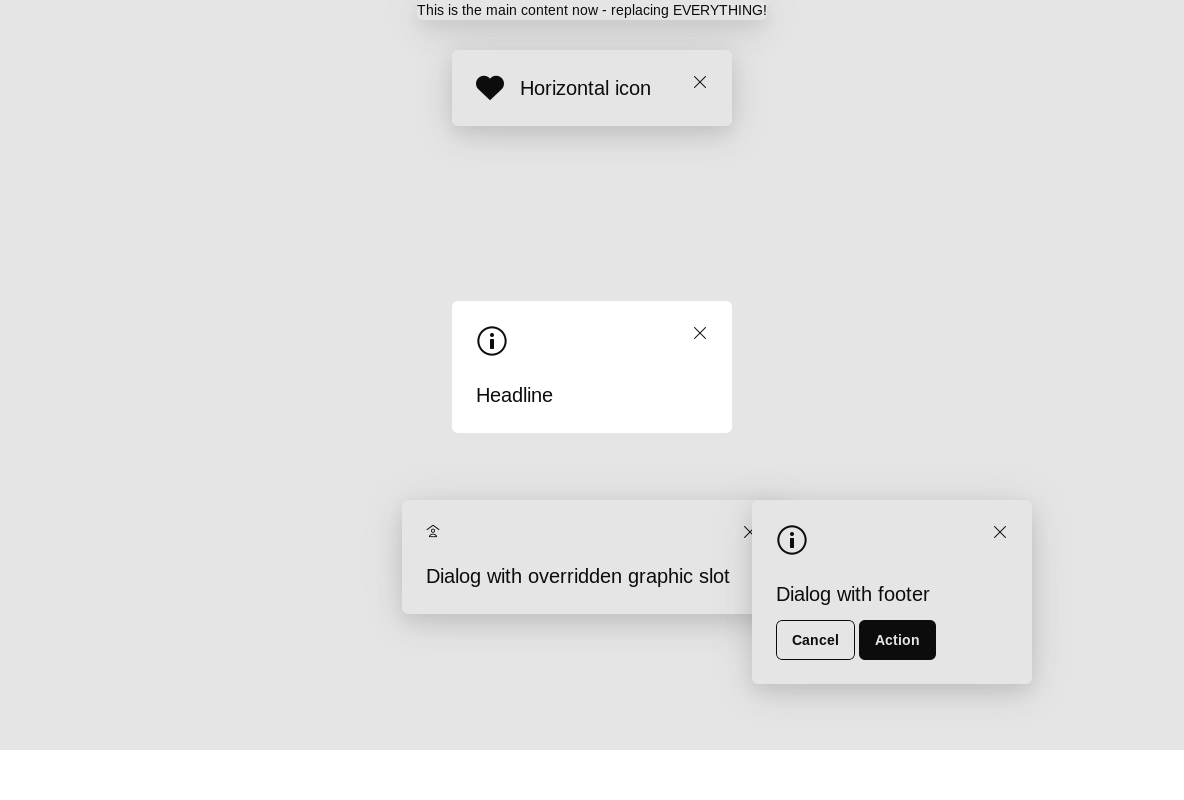 This is the main content now - replacing EVERYTHING!
Horizontal icon
Headline
Dialog with overridden graphic slot
Dialog with footer
Cancel
Action